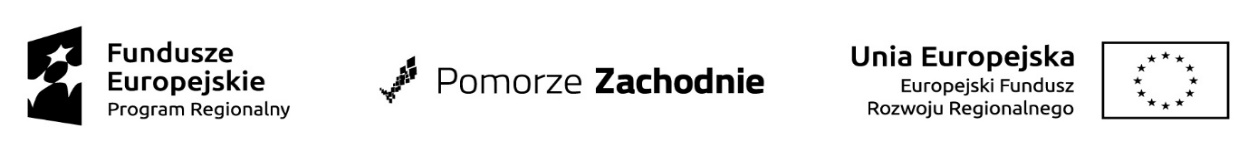 Fundusze
Europejskie
Program Regionalny
Pomorze Zachodnie
Unia Europejska
Europejski Fundusz
Rozwoju Regionalnego